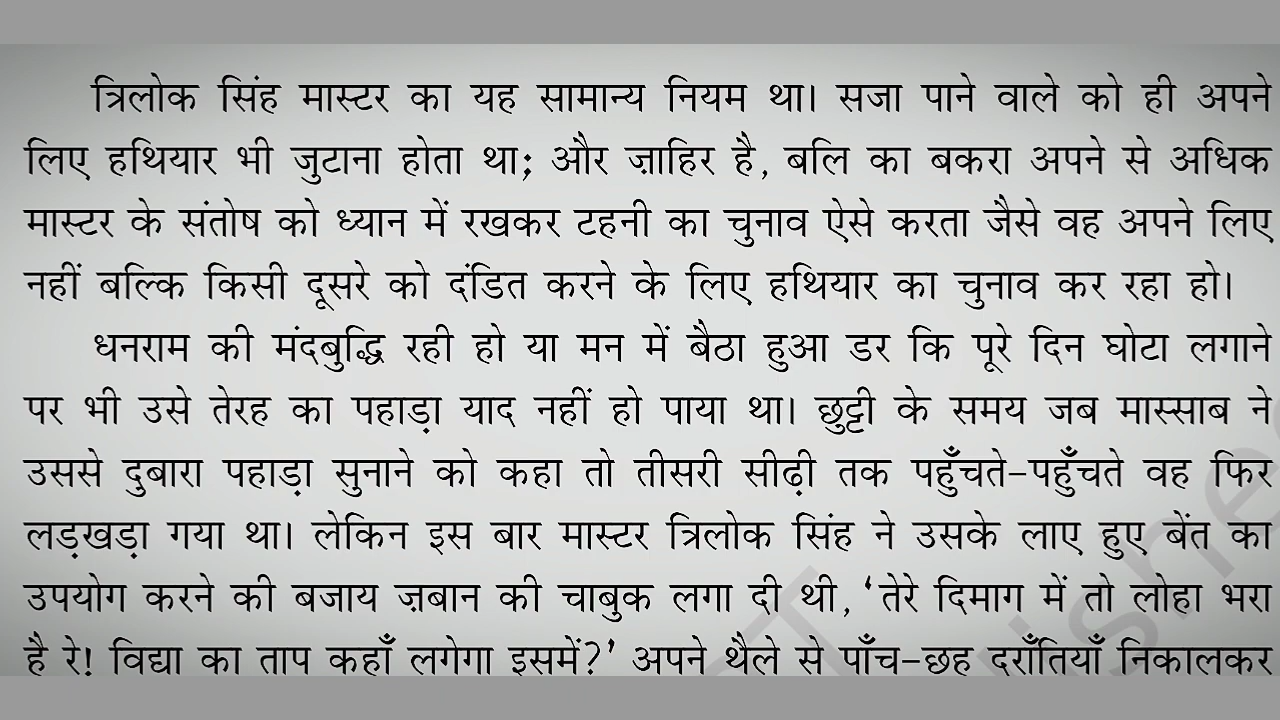 त्रिलोक सिंह मास्टर का यह सामान्य नियम था। सजा पाने वाले को ही अपने
लिए हथियार भी जुटाना होता था; और ज़ाहिर है, बलि का बकरा अपने से अधिक
मास्टर के संतोष को ध्यान में रखकर टहनी का चुनाव ऐसे करता जैसे वह अपने लिए
नहीं बल्कि किसी दूसरे को दंडित करने के लिए हथियार का चुनाव कर रहा हो।
धनराम की मंदबुद्धि रही हो या मन में बैठा हुआ डर कि पूरे दिन घोटा लगाने
पर भी उसे तेरह का पहाड़ा याद नहीं हो पाया था। छुट्टी के समय जब मास्साब ने
उससे दुबारा पहाड़ा सुनाने को कहा तो तीसरी सीढ़ी तक पहुँचते-पहुँचते वह फिर
लड़खड़ा गया था। लेकिन इस बार मास्टर त्रिलोक सिंह ने उसके लाए हुए बेंत का
उपयोग करने की बजाय ज़बान की चाबुक लगा दी थी, ‘तेरे दिमाग में तो लोहा भरा
है रे! विद्या का ताप कहाँ लगेगा इसमें?’ अपने थैले से पाँच-छह दराँतियाँ निकालकर